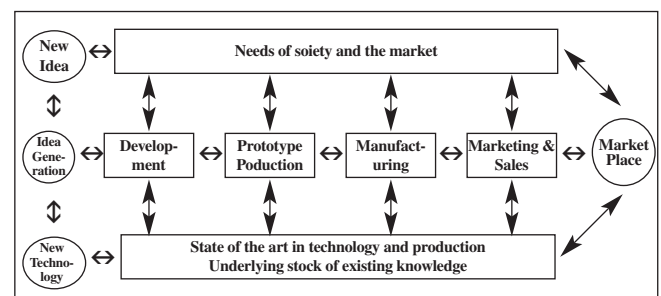 New
Idea
Needs of soiety and the market
Idea
Gene-
ration
Develop-
ment
Prototype
Poduction
Manufact-
uring
Marketing &
Sales
Market
Place
New
Techno-
logy
State of the art in technology and production
Underlying stock of existing knowledge